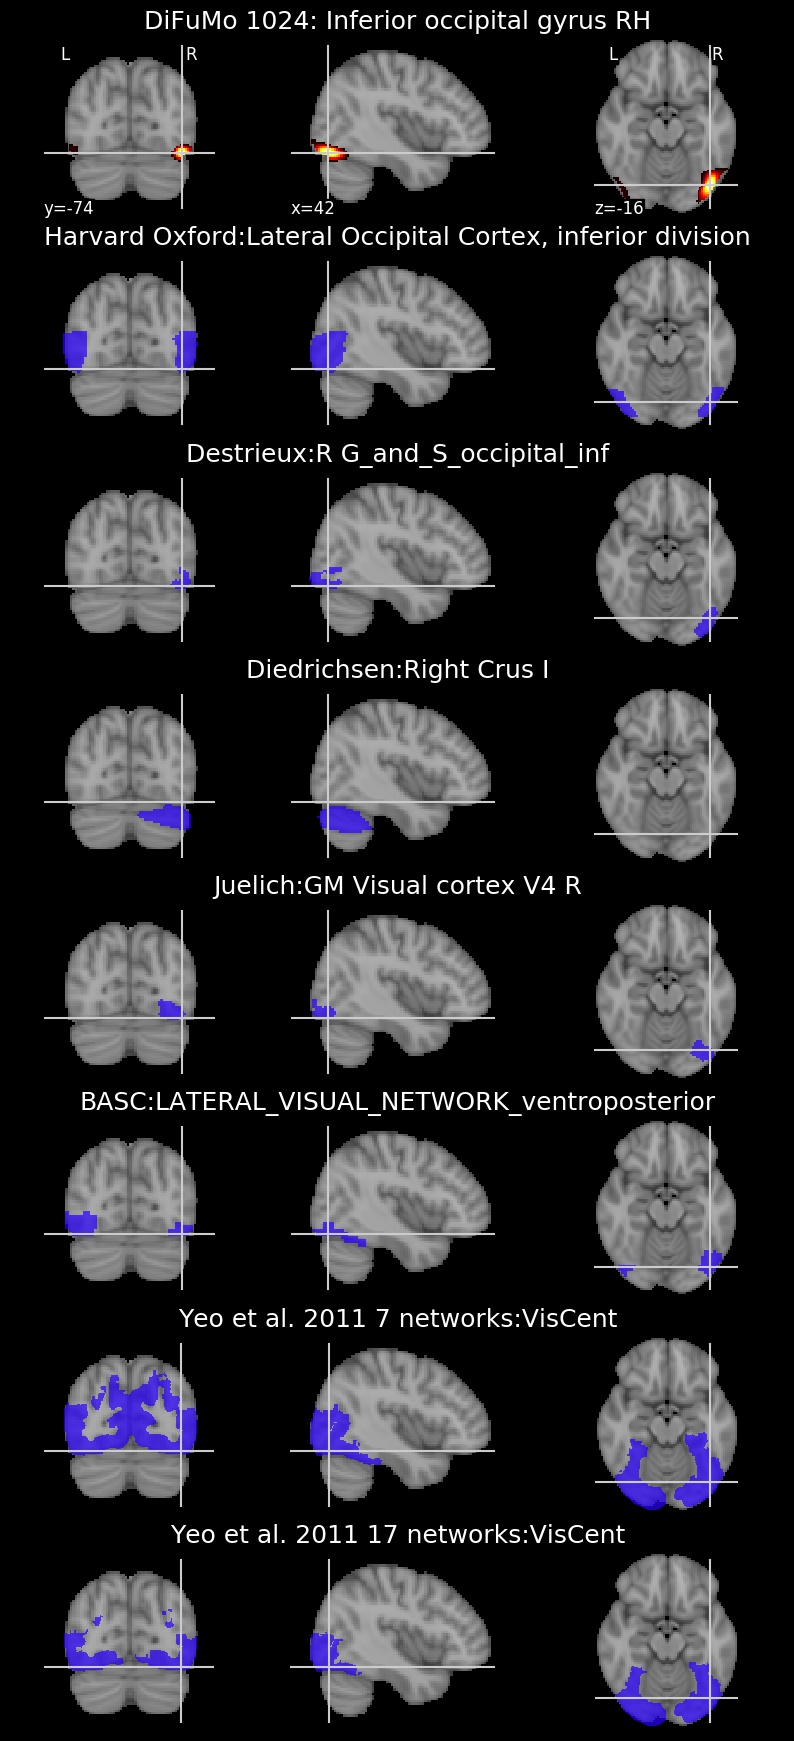 DiFuMo 1024: Inferior occipital gyrus RH
L R L R
y=-74 x=42 z=-16
Harvard Oxford:Lateral Occipital Cortex, inferior division
Destrieux:R G_and_S_occipital_inf
Diedrichsen:Right Crus I
Juelich:GM Visual cortex V4 R
BASC:LATERAL_VISUAL_NETWORK_ventroposterior
Yeo et al. 2011 7 networks:VisCent
Yeo et al. 2011 17 networks:VisCent